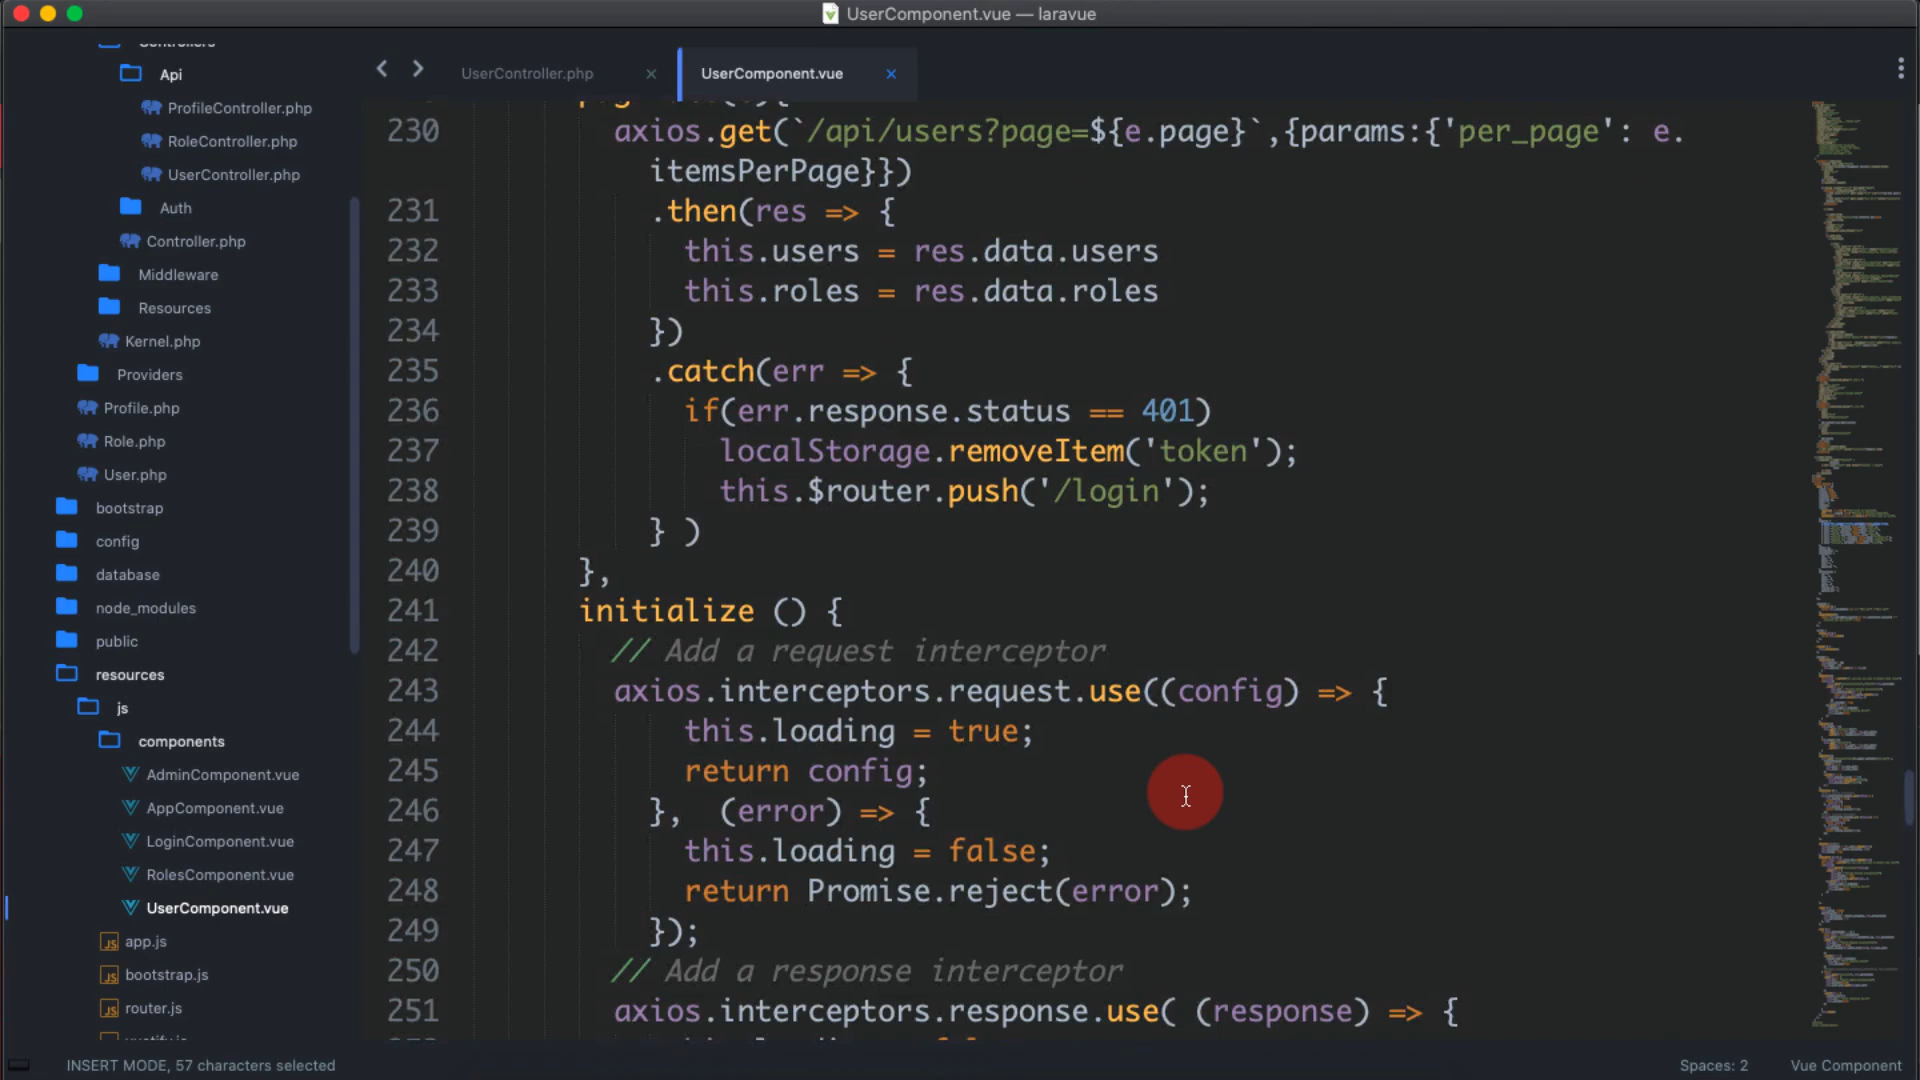 UserComponent.vue — laravue
Controllers
Api
ProfileController.php
RoleController.php
UserController.php
Auth
Controller.php
Middleware
Resources
Kernel.php
Providers
Profile.php
Role.php
User.php
bootstrap
config
database
node_modules
public
resources
js
components
AdminComponent.vue
AppComponent.vue
LoginComponent.vue
RolesComponent.vue
UserComponent.vue
app.js
bootstrap.js
router.js
UserController.php ×
UserComponent.vue ×
230 axios.get(`/api/users?page=${e.page}`,{params:{'per_page': e.
itemsPerPage}})
231 .then(res => {
232 this.users = res.data.users
233 this.roles = res.data.roles
234 })
235 .catch(err => {
236 if(err.response.status == 401)
237 localStorage.removeItem('token');
238 this.$router.push('/login');
239 } )
240 },
241 initialize () {
242 // Add a request interceptor
243 axios.interceptors.request.use((config) => {
244 this.loading = true;
245 return config;
246 }, (error) => {
247 this.loading = false;
248 return Promise.reject(error);
249 });
250 // Add a response interceptor
251 axios.interceptors.response.use( (response) => {
INSERT MODE, 57 characters selected
Spaces: 2
Vue Component